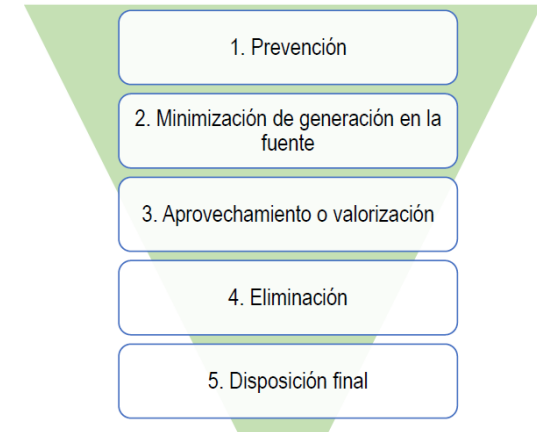 1. Prevención
2. Minimización de generación en la
fuente
3. Aprovechamiento o valorización
4. Eliminación
5. Disposición final